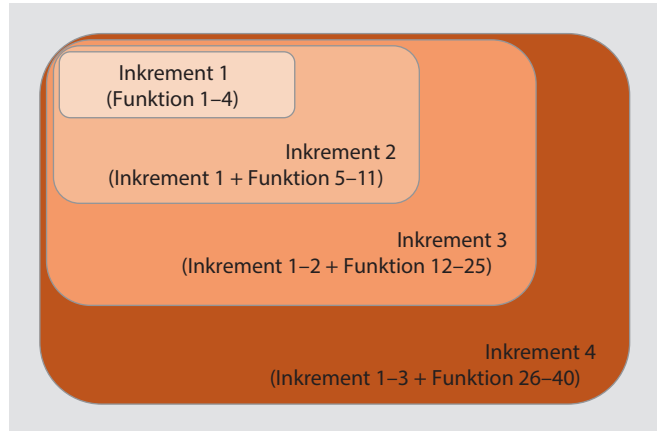 Inkrement 1
(Funktion 1–4)
Inkrement 2
(Inkrement 1 + Funktion 5–11)
Inkrement 3
(Inkrement 1–2 + Funktion 12–25)
Inkrement 4
(Inkrement 1–3 + Funktion 26–40)